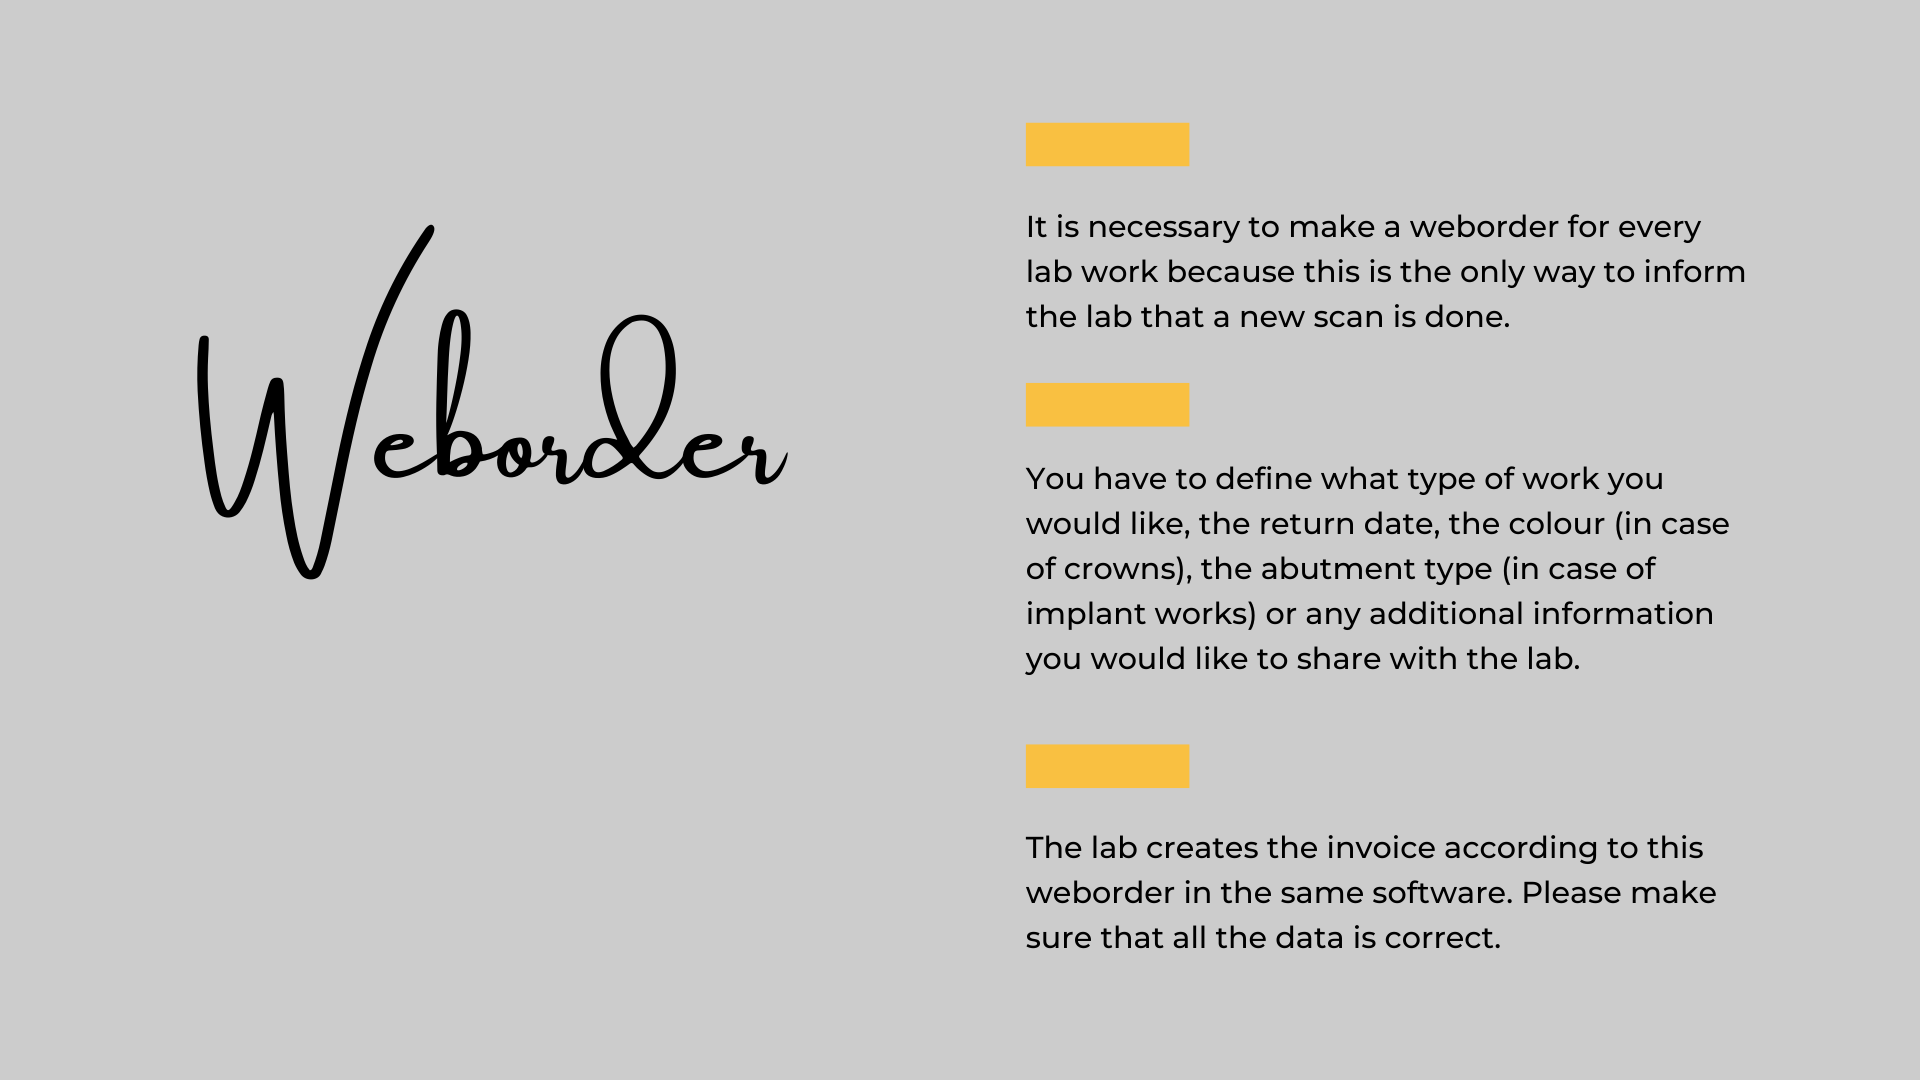 Weborder
It is necessary to make a weborder for every
lab work because this is the only way to inform
the lab that a new scan is done.
You have to define what type of work you
would like, the return date, the colour (in case
of crowns), the abutment type (in case of
implant works) or any additional information
you would like to share with the lab.
The lab creates the invoice according to this
weborder in the same software. Please make
sure that all the data is correct.